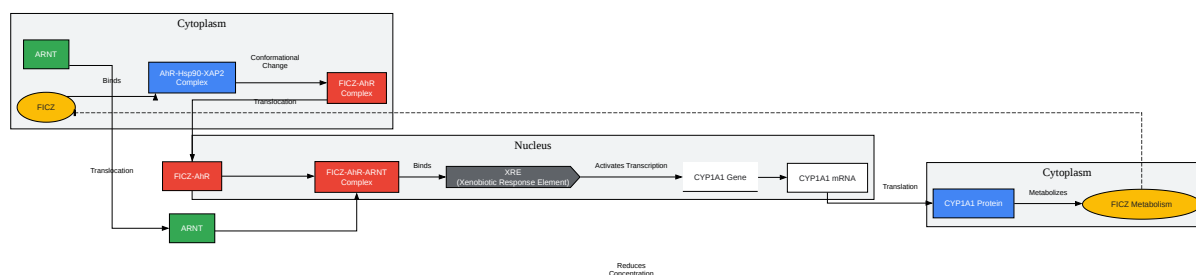 Cytoplasm
ARNT
Binds
FICZ
AhR-Hsp90-XAP2
Complex
Conformational
Change
FICZ-AhR
Complex
Translocation
Translocation
Nucleus
FICZ-AhR
ARNT
FICZ-AhR-ARNT
Complex
Binds
XRE
(Xenobiotic Response Element)
Activates Transcription
CYP1A1 Gene
CYP1A1 mRNA
Translation
Cytoplasm
CYP1A1 Protein
Metabolizes
FICZ Metabolism
Reduces
Concentration